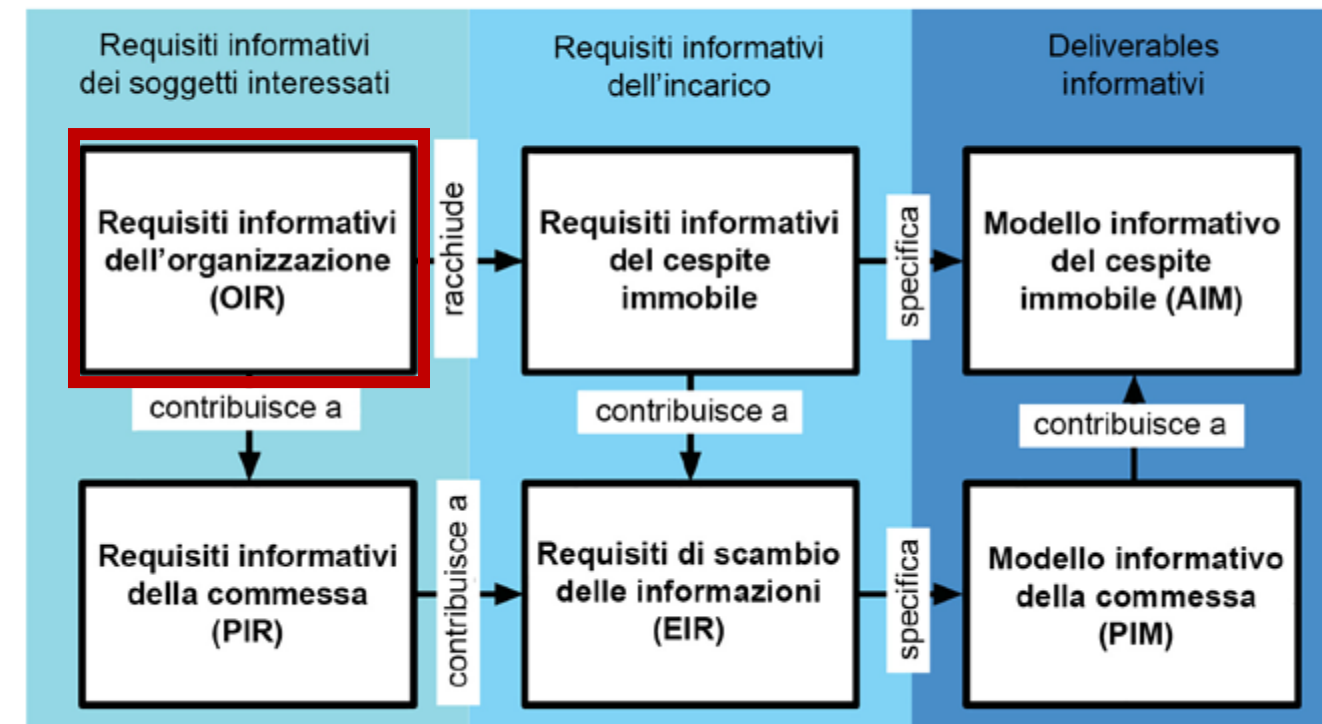 Requisiti informativi
dei soggetti interessati
Requisiti informativi
dell'incarico
Deliverables
informativi
Requisiti informativi
dell'organizzazione
(OIR)
racchiude
Requisiti informativi
del cespite
immobile
specifica
Modello informativo
del cespite
immobile (AIM)
contribuisce a
contribuisce a
contribuisce a
Requisiti informativi
della commessa
(PIR)
contribuisce a
Requisiti di scambio
delle informazioni
(EIR)
specifica
Modello informativo
della commessa
(PIM)